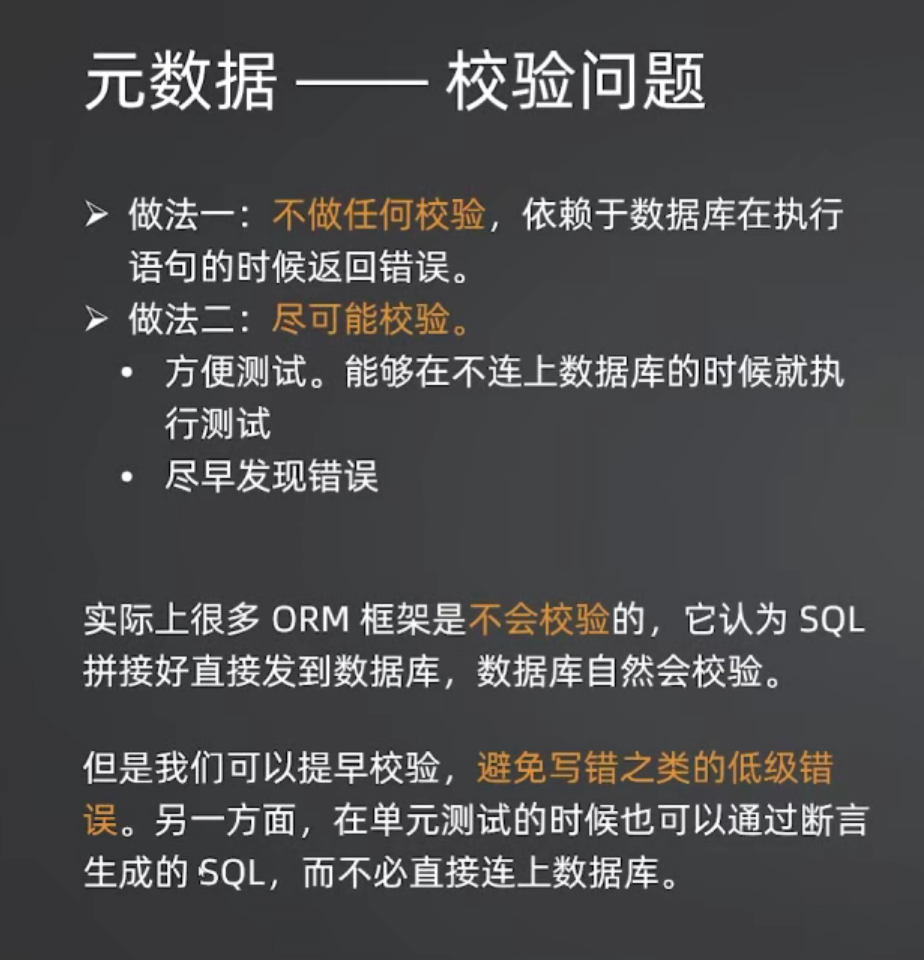 元数据 —— 校验问题
➢ 做法一：不做任何校验，依赖于数据库在执行
语句的时候返回错误。
➢ 做法二：尽可能校验。
• 方便测试。能够在不连上数据库的时候就执
行测试
• 尽早发现错误
实际上很多 ORM 框架是不会校验的，它认为 SQL
拼接好直接发到数据库，数据库自然会校验。
但是我们可以提早校验，避免写错之类的低级错
误。另一方面，在单元测试的时候也可以通过断言
生成的 SQL，而不必直接连上数据库。